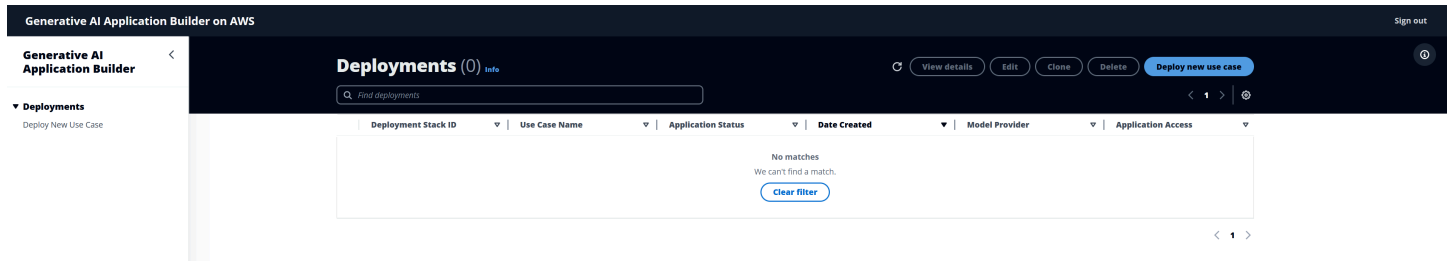 Generative AI Application Builder on AWS
Sign out
Generative AI
Application Builder
Deployments
Deploy New Use Case
Deployments (0) Info
View details
Edit
Clone
Delete
Deploy new use case
Find deployments
1
Deployment Stack ID
Use Case Name
Application Status
Date Created
Model Provider
Application Access
No matches
We can't find a match.
Clear filter
1